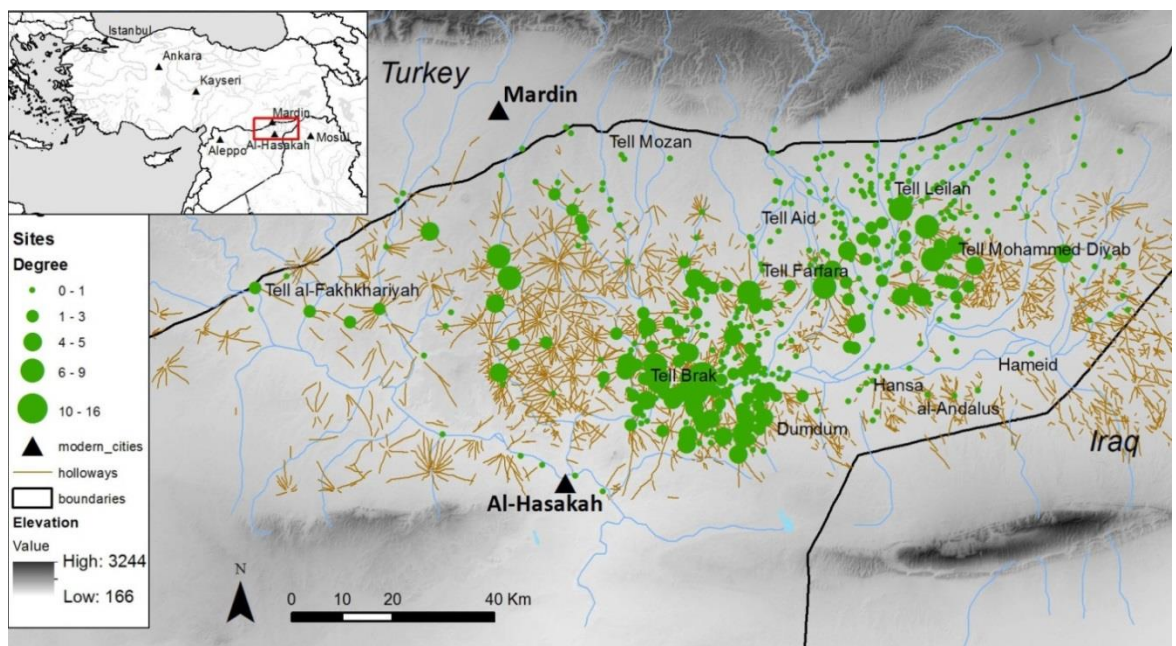 Istanbul
Ankara
Kayseri
Mardin
Mosul
Aleppo
Al-Hasakah
Sites
Degree
0 - 1
1 - 3
4 - 5
6 - 9
10 - 16
modern_cities
holloways
boundaries
Elevation
Value
High: 3244
Low: 166
Turkey
Mardin
Tell Mozan
Tell Leilan
Tell Aid
Tell Mohammed Diyab
Tell Farfara
Tell al-Fakhkhariyah
Tell Brak
Hameid
Hansa
al-Andalus
Dumdum
Iraq
Al-Hasakah
N
0 10 20 40 Km